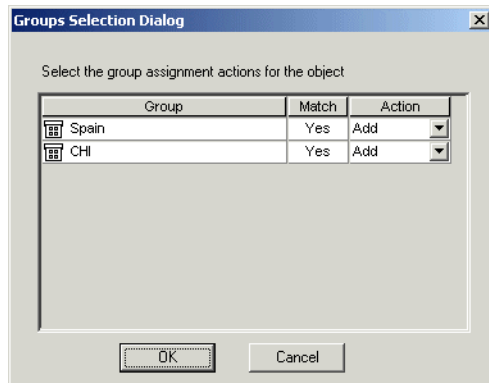 Groups Selection Dialog
Select the group assignment actions for the object
Group Match Action
Spain Yes Add
CHI Yes Add
OK Cancel